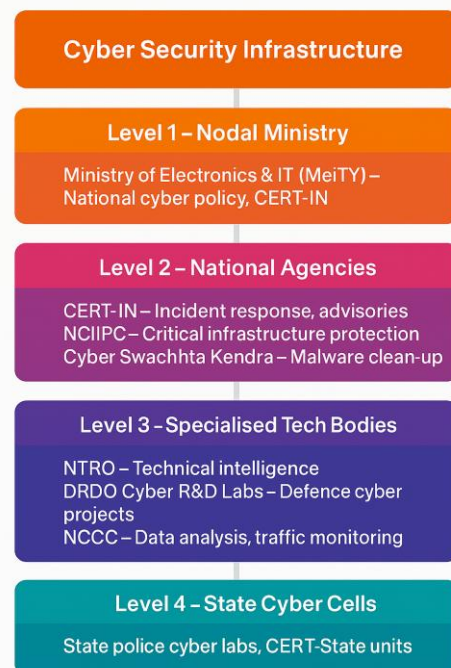 Cyber Security Infrastructure
Level 1 – Nodal Ministry
Ministry of Electronics & IT (MeiTY) –
National cyber policy, CERT-IN
Level 2 – National Agencies
CERT-IN – Incident response, advisories
NCIIPC – Critical infrastructure protection
Cyber Swachhta Kendra – Malware clean-up
Level 3 – Specialised Tech Bodies
NTRO – Technical intelligence
DRDO Cyber R&D Labs – Defence cyber
projects
NCCC – Data analysis, traffic monitoring
Level 4 – State Cyber Cells
State police cyber labs, CERT-State units